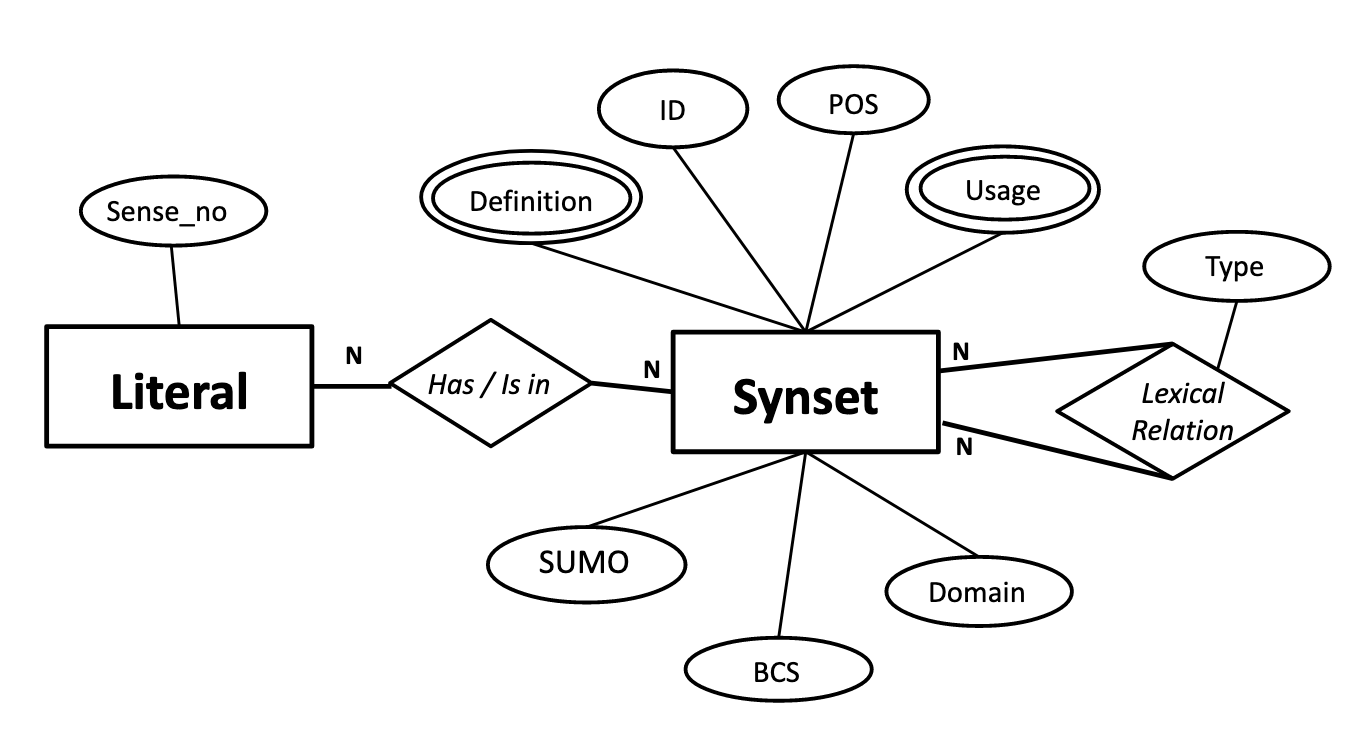 ID
POS
Definition
Usage
Sense_no
Type
N
N
N
Literal
Has / Is in
Synset
Lexical
Relation
N
SUMO
Domain
BCS